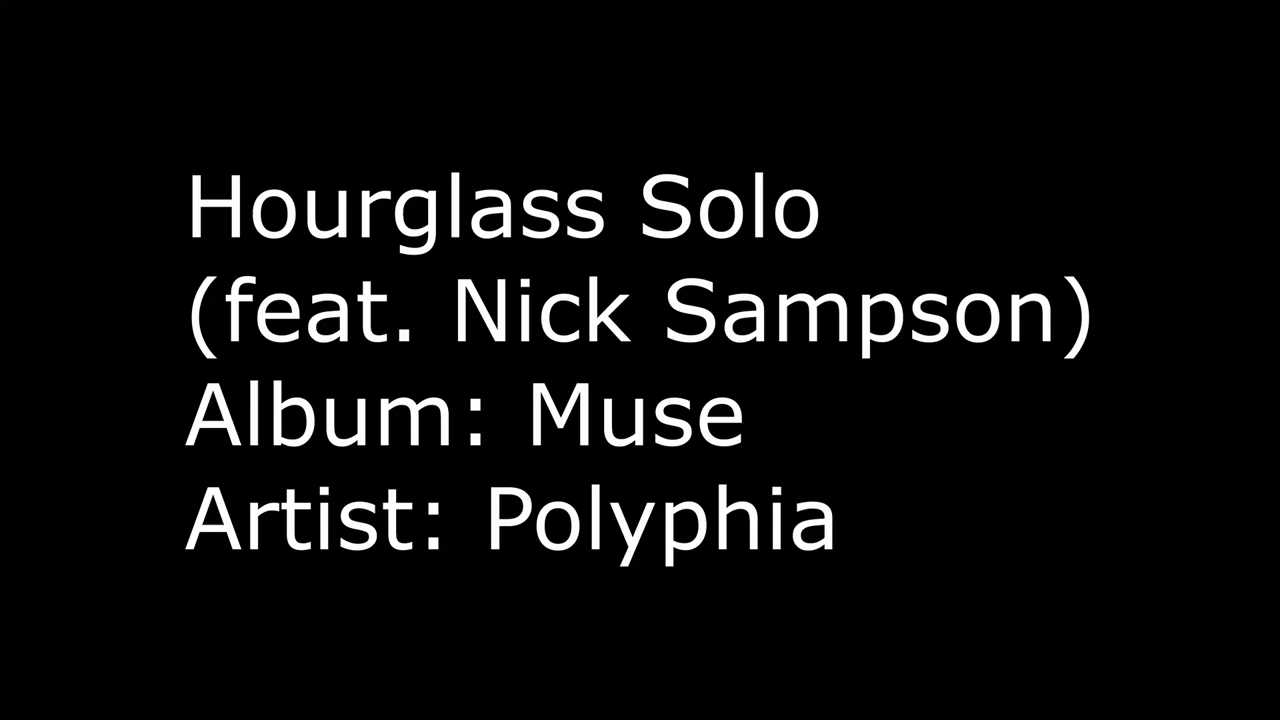 Hourglass Solo
(feat. Nick Sampson)
Album: Muse
Artist: Polyphia